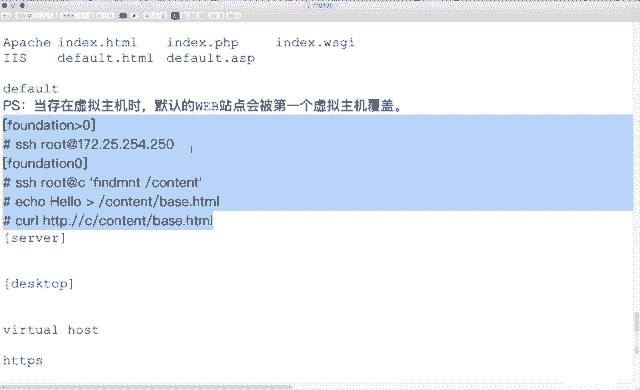 Apache index.html index.php index.wsgi
IIS default.html default.asp
default
PS：当存在虚拟主机时，默认的WEB站点会被第一个虚拟主机覆盖。
[foundation>0]
# ssh root@172.25.254.250
[foundation0]
# ssh root@c 'findmnt /content'
# echo Hello > /content/base.html
# curl http://c/content/base.html
[server]
[desktop]
virtual host
https